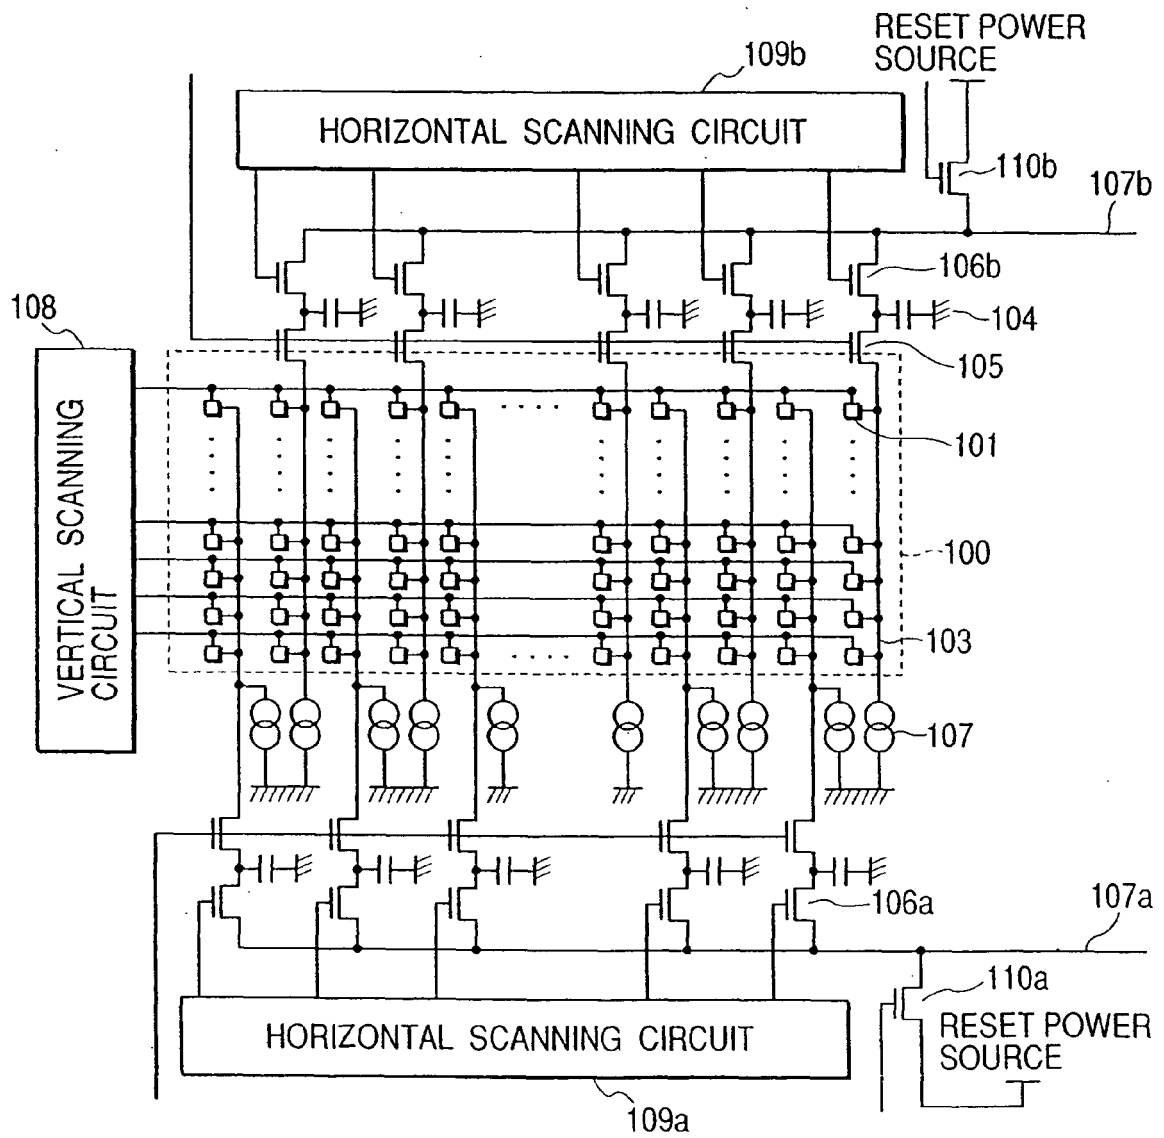 RESET POWER
SOURCE
109b
HORIZONTAL SCANNING CIRCUIT
110b
107b
106b
108
104
105
VERTICAL SCANNING
CIRCUIT
101
100
103
107
106a
107a
110a
HORIZONTAL SCANNING CIRCUIT
RESET POWER
SOURCE
109a